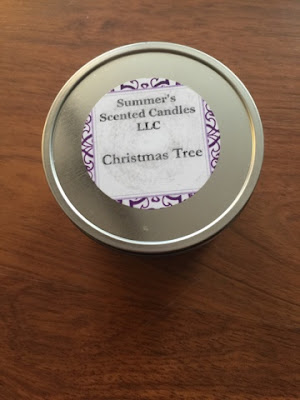 Summer's
Scented Candles
LLC
Christmas Tree